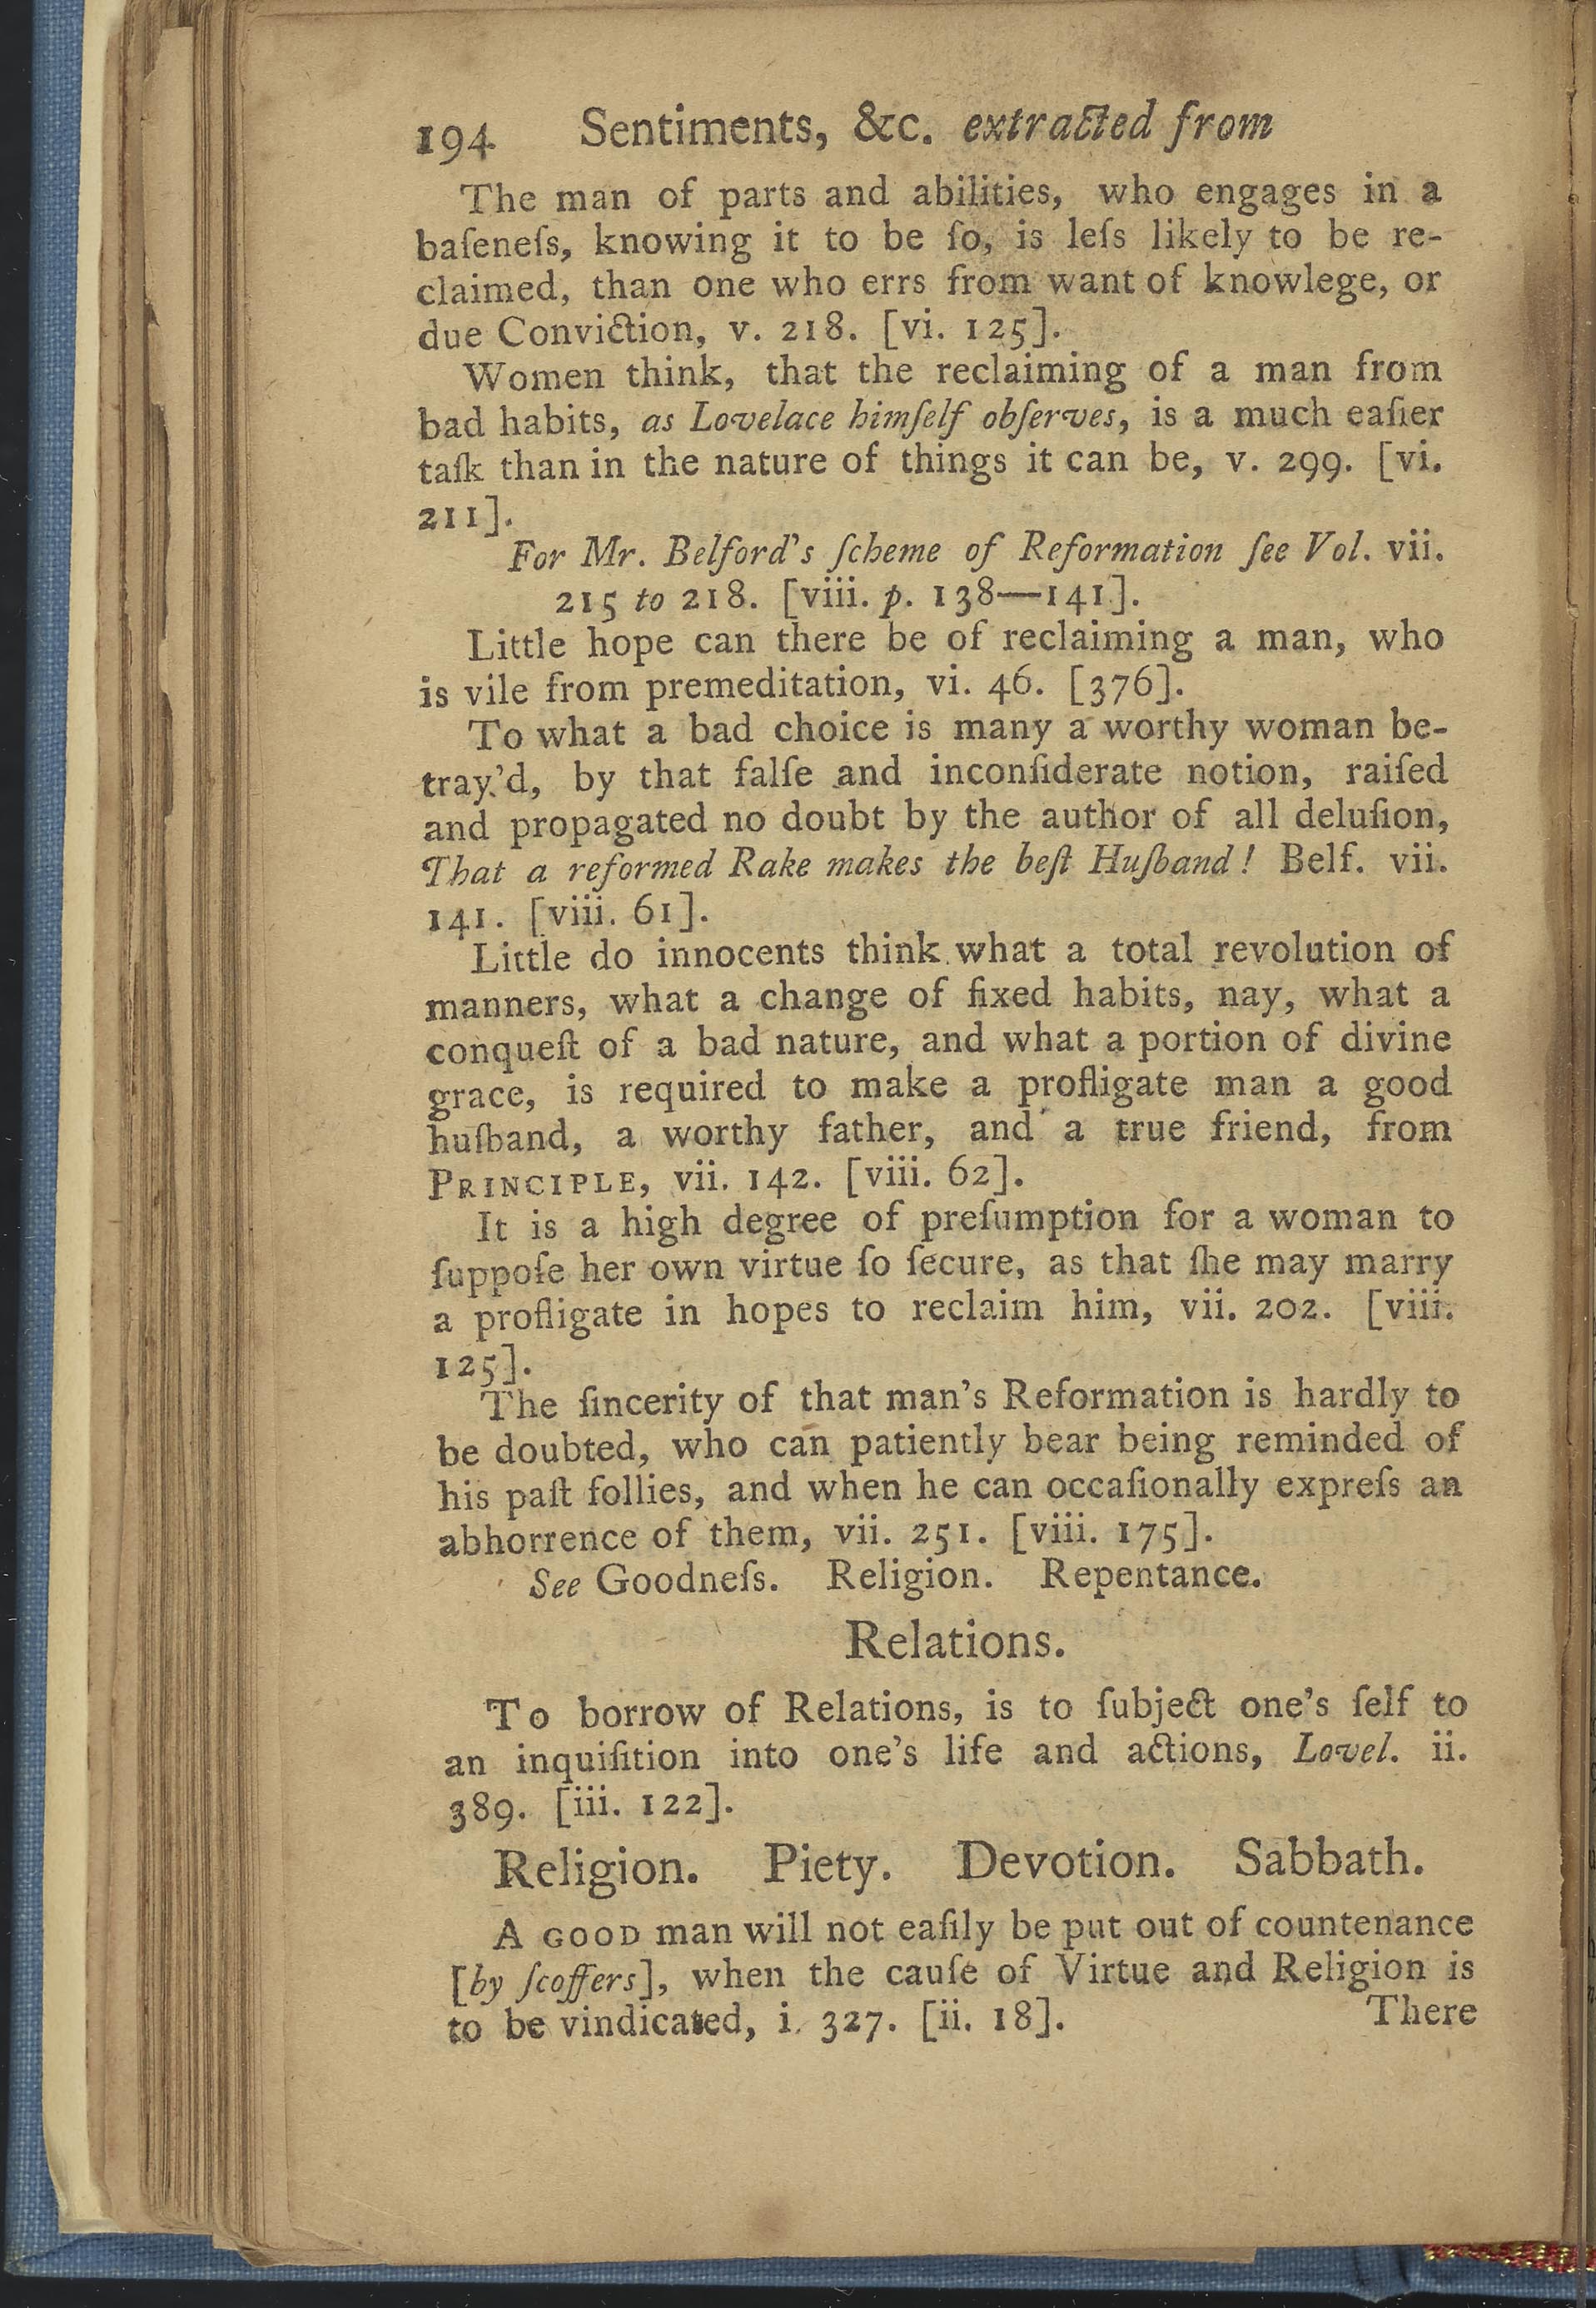 194 Sentiments, &c. extracted from
The man of parts and abilities, who engages in a
baſeneſs, knowing it to be ſo, is leſs likely to be re-
claimed, than one who errs from want of knowlege, or
due Conviction, v. 218. [vi. 125].
Women think, that the reclaiming of a man from
bad habits, as Lovelace himſelf obſerves, is a much eaſier
taſk than in the nature of things it can be, v. 299. [vi.
211].
For Mr. Belford's ſcheme of Reformation ſee Vol. vii.
215 to 218. [viii. p. 138—141].
Little hope can there be of reclaiming a man, who
is vile from premeditation, vi. 46. [376].
To what a bad choice is many a worthy woman be-
tray'd, by that falſe and inconſiderate notion, raiſed
and propagated no doubt by the author of all deluſion,
That a reformed Rake makes the beſt Huſband! Belf. vii.
141. [viii. 61].
Little do innocents think what a total revolution of
manners, what a change of fixed habits, nay, what a
conqueſt of a bad nature, and what a portion of divine
grace, is required to make a profligate man a good
huſband, a worthy father, and a true friend, from
PRINCIPLE, vii. 142. [viii. 62].
It is a high degree of preſumption for a woman to
ſuppoſe her own virtue ſo ſecure, as that ſhe may marry
a profligate in hopes to reclaim him, vii. 202. [viii.
125].
The ſincerity of that man's Reformation is hardly to
be doubted, who can patiently bear being reminded of
his paſt follies, and when he can occaſionally expreſs an
abhorrence of them, vii. 251. [viii. 175].
See Goodneſs. Religion. Repentance.
Relations.
To borrow of Relations, is to ſubject one's ſelf to
an inquiſition into one's life and actions, Lovel. ii.
389. [iii. 122].
Religion. Piety. Devotion. Sabbath.
A GOOD man will not eaſily be put out of countenance
[by ſcoffers], when the cauſe of Virtue and Religion is
to be vindicated, i. 327. [ii. 18]. There